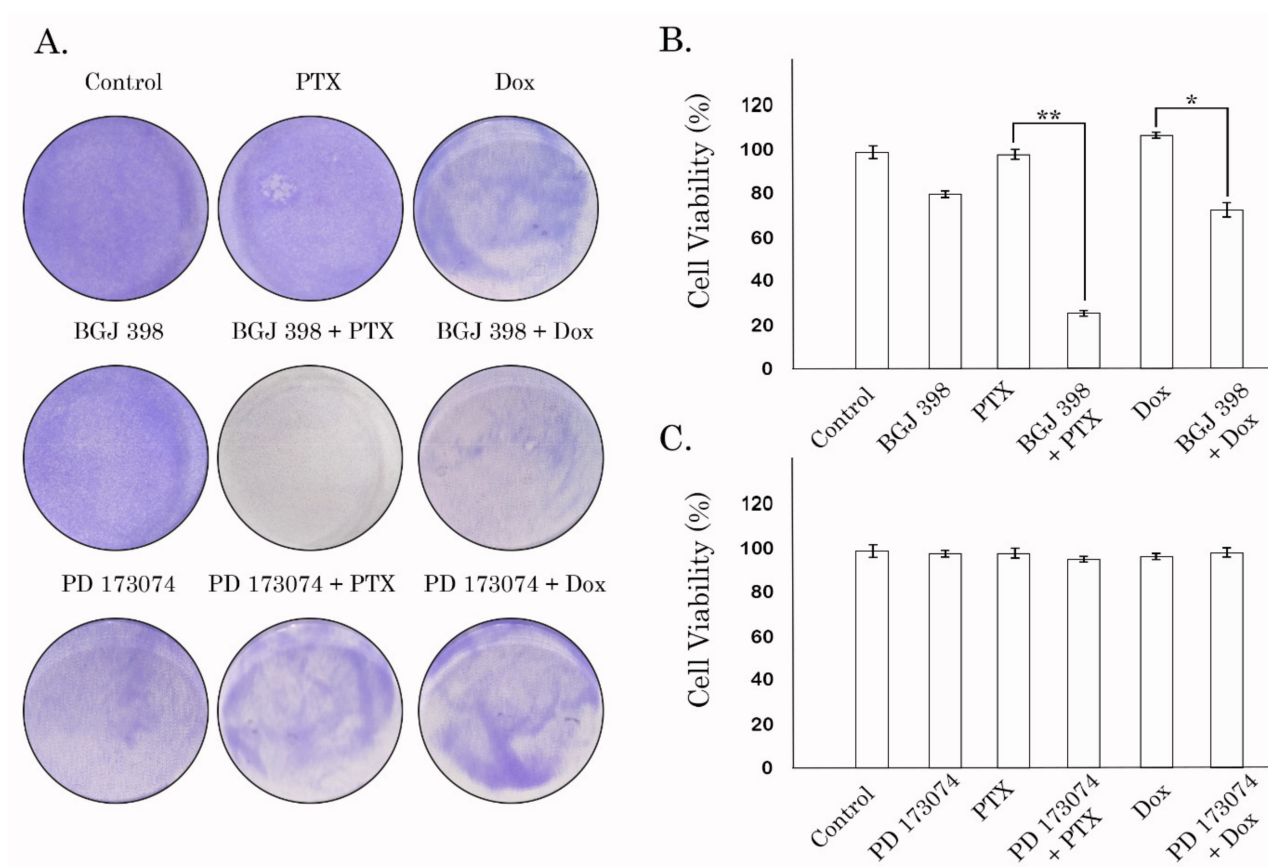 A.
Control PTX Dox
BGJ 398 BGJ 398 + PTX BGJ 398 + Dox
PD 173074 PD 173074 + PTX PD 173074 + Dox
B.
Cell Viability (%)
120
100
80
60
40
20
0
**
*
Control
BGJ 398
PTX
BGJ 398
+ PTX
Dox
BGJ 398
+ Dox
C.
Cell Viability (%)
120
100
80
60
40
20
0
Control
PD 173074
PTX
PD 173074
+ PTX
Dox
PD 173074
+ Dox